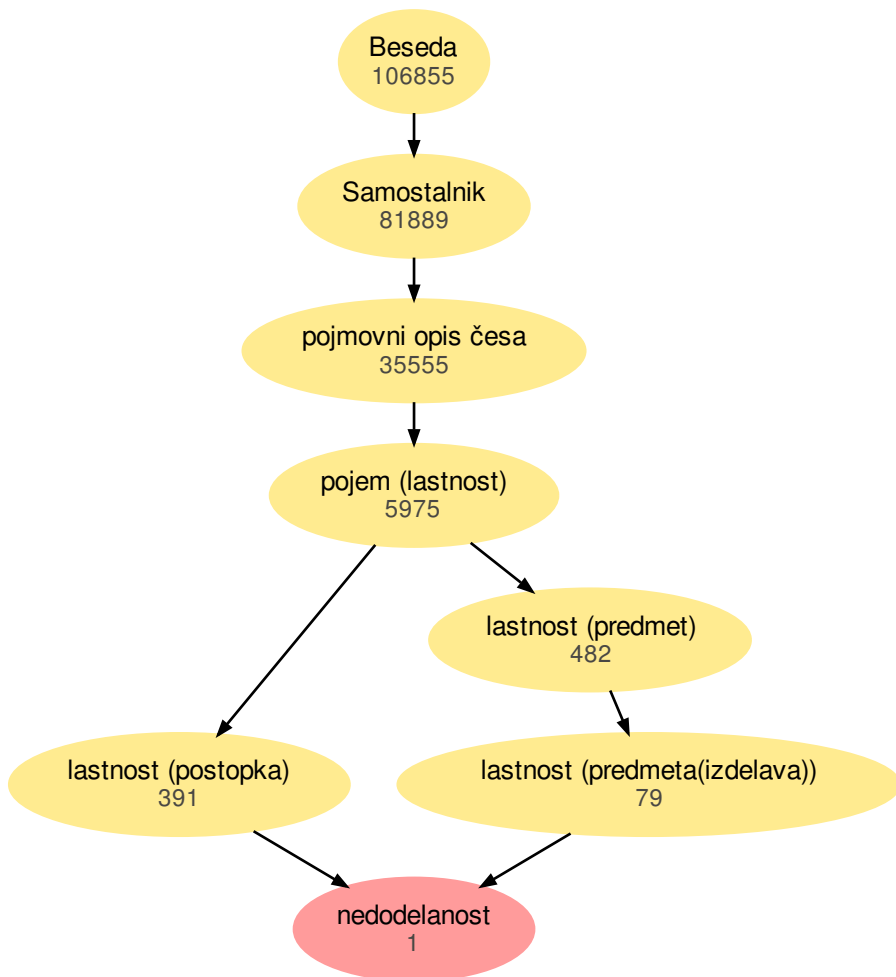 Beseda
106855
Samostalnik
81889
pojmovni opis česa
35555
pojem (lastnost)
5975
lastnost (predmet)
482
lastnost (postopka)
391
lastnost (predmeta(izdelava))
79
nedodelanost
1